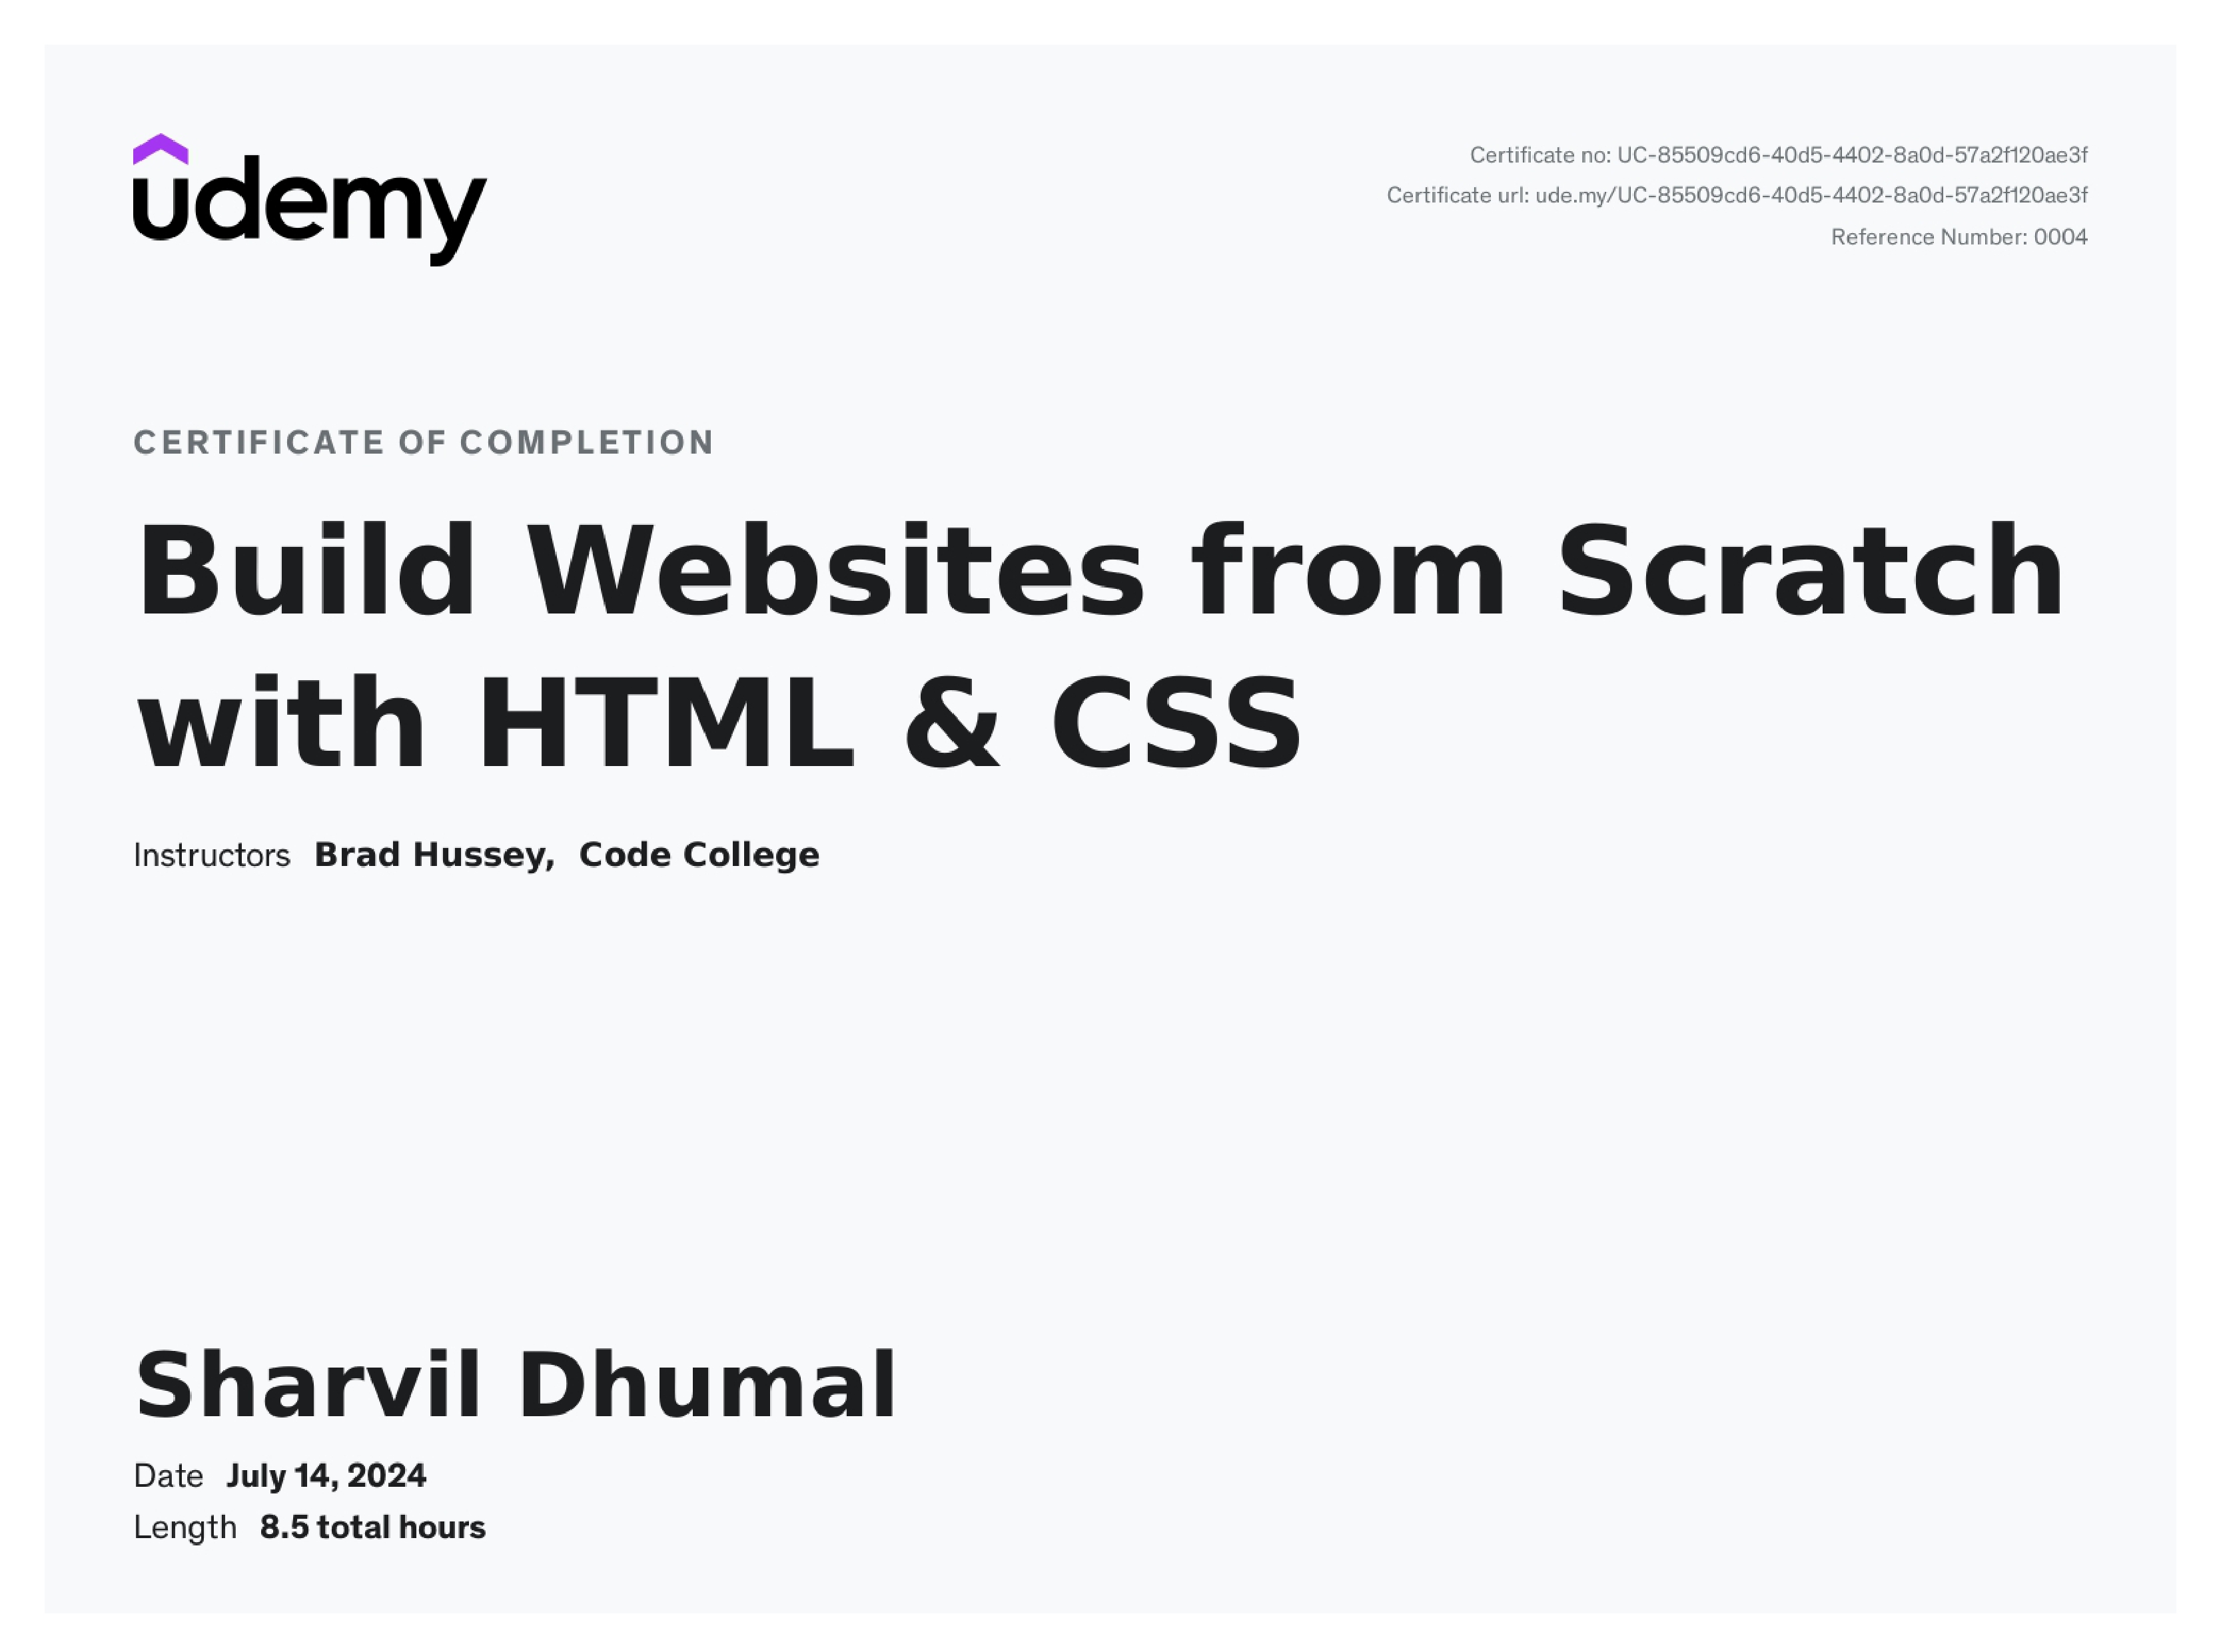 udemy
Certificate no: UC-85509cd6-40d5-4402-8a0d-57a2f120ae3f
Certificate url: ude.my/UC-85509cd6-40d5-4402-8a0d-57a2f120ae3f
Reference Number: 0004
CERTIFICATE OF COMPLETION
Build Websites from Scratch
with HTML & CSS
Instructors Brad Hussey, Code College
Sharvil Dhumal
Date July 14, 2024
Length 8.5 total hours